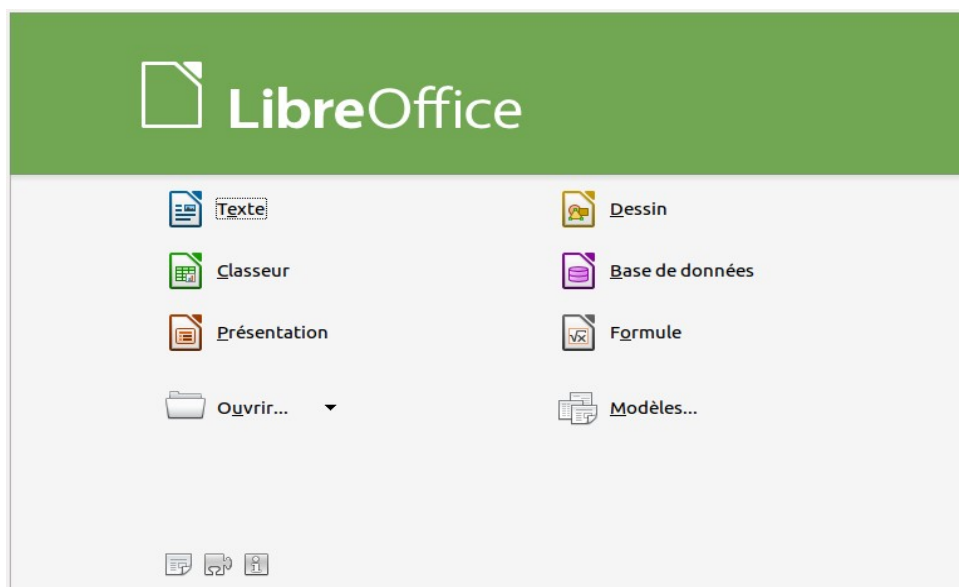 LibreOffice
Texte
Dessin
Classeur
Base de données
Présentation
Formule
Ouvrir...
Modèles...